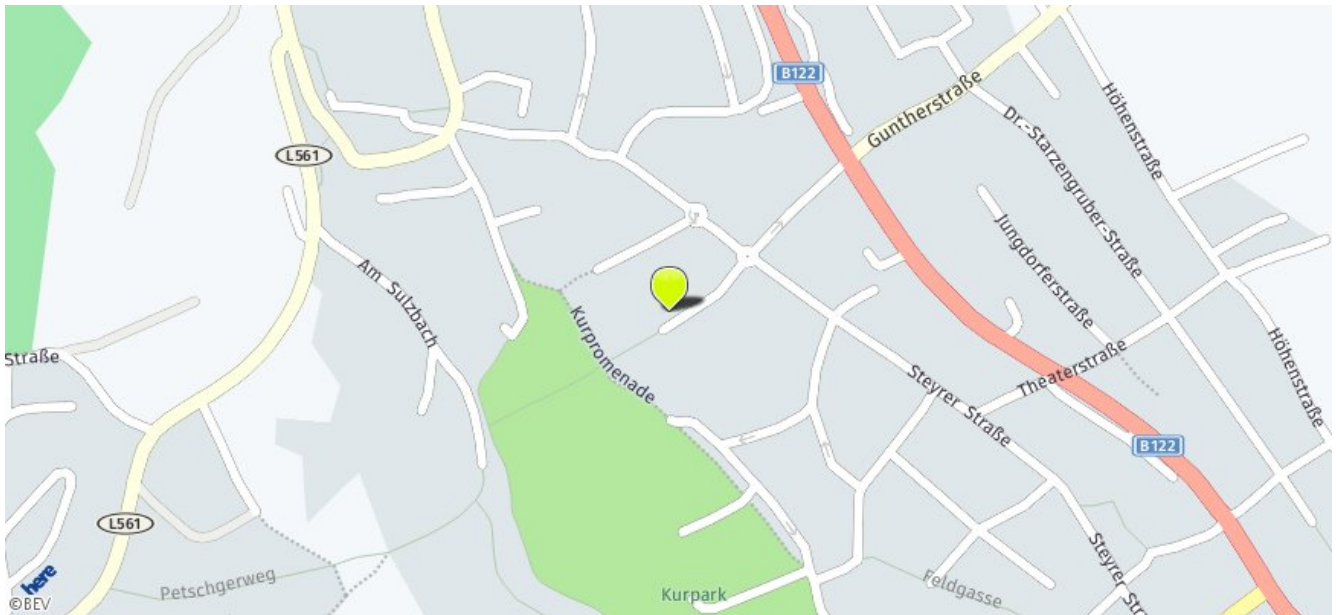 B122
Guntherstraße
Höhenstraße
Dr.-Starzengruber-Straße
L561
Jungdorferstraße
Am Sulzbach
Kurpromenade
Straße
Theaterstraße
Höhenstraße
Steyrer Straße
B122
L561
Steyrer Str
Petschgerweg
Feldgasse
Kurpark
here
©BEV